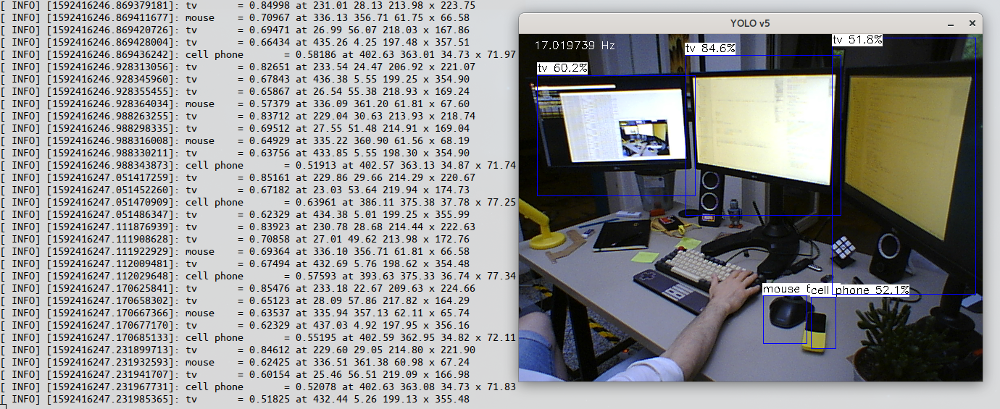 [ INFO] [1592416246.869379181]: tv = 0.84998 at 231.01 28.13 213.98 x 223.75
[ INFO] [1592416246.869411677]: mouse = 0.70967 at 336.13 356.71 61.75 x 66.58
[ INFO] [1592416246.869420726]: tv = 0.69471 at 26.99 56.07 218.03 x 167.86
[ INFO] [1592416246.869428004]: tv = 0.66434 at 435.26 4.25 197.48 x 357.51
[ INFO] [1592416246.869436242]: cell phone = 0.58186 at 402.63 363.01 34.73 x 71.97
[ INFO] [1592416246.928313056]: tv = 0.82651 at 233.54 24.47 206.92 x 221.07
[ INFO] [1592416246.928345960]: tv = 0.67843 at 436.38 5.55 199.25 x 354.90
[ INFO] [1592416246.928355455]: tv = 0.65867 at 26.54 55.38 218.93 x 169.24
[ INFO] [1592416246.928364034]: mouse = 0.57379 at 336.09 361.20 61.81 x 67.60
[ INFO] [1592416246.988263255]: tv = 0.83712 at 229.04 30.63 213.93 x 218.74
[ INFO] [1592416246.988298335]: tv = 0.69512 at 27.55 51.48 214.91 x 169.04
[ INFO] [1592416246.988316008]: mouse = 0.64929 at 335.22 360.90 61.56 x 68.19
[ INFO] [1592416246.988330211]: tv = 0.63756 at 433.85 5.55 198.30 x 354.90
[ INFO] [1592416246.988343873]: cell phone = 0.51913 at 402.57 363.13 34.87 x 71.74
[ INFO] [1592416247.051417259]: tv = 0.85161 at 229.86 29.66 214.29 x 220.67
[ INFO] [1592416247.051452260]: tv = 0.67182 at 23.03 53.64 219.94 x 174.73
[ INFO] [1592416247.051470909]: cell phone = 0.63961 at 386.11 375.38 37.78 x 77.25
[ INFO] [1592416247.051486347]: tv = 0.62329 at 434.38 5.01 199.25 x 355.99
[ INFO] [1592416247.111876939]: tv = 0.83923 at 230.78 28.68 214.44 x 222.63
[ INFO] [1592416247.111908628]: tv = 0.70858 at 27.01 49.62 213.98 x 172.76
[ INFO] [1592416247.111922929]: mouse = 0.69364 at 336.10 356.71 61.81 x 66.58
[ INFO] [1592416247.112009481]: tv = 0.67494 at 432.69 5.76 198.62 x 354.48
[ INFO] [1592416247.112029648]: cell phone = 0.57593 at 393.63 375.33 36.74 x 77.34
[ INFO] [1592416247.170625841]: tv = 0.85476 at 233.18 22.67 209.63 x 224.66
[ INFO] [1592416247.170658302]: tv = 0.65123 at 28.09 57.86 217.82 x 164.29
[ INFO] [1592416247.170667366]: mouse = 0.63537 at 335.94 357.13 62.11 x 65.74
[ INFO] [1592416247.170677170]: tv = 0.62329 at 437.03 4.92 197.95 x 356.16
[ INFO] [1592416247.170685133]: cell phone = 0.55195 at 402.59 362.95 34.82 x 72.11
[ INFO] [1592416247.231899713]: tv = 0.84612 at 229.60 29.05 214.80 x 221.90
[ INFO] [1592416247.231932593]: mouse = 0.62425 at 336.51 361.38 60.98 x 67.24
[ INFO] [1592416247.231941707]: tv = 0.60154 at 25.46 56.51 219.09 x 166.98
[ INFO] [1592416247.231967731]: cell phone = 0.52078 at 402.63 363.08 34.73 x 71.83
[ INFO] [1592416247.231985365]: tv = 0.51825 at 432.44 5.26 199.13 x 355.48
YOLO v5
17.019739 Hz
tv 60.2%
tv 84.6%
tv 51.8%
mouse
cell phone 52.1%